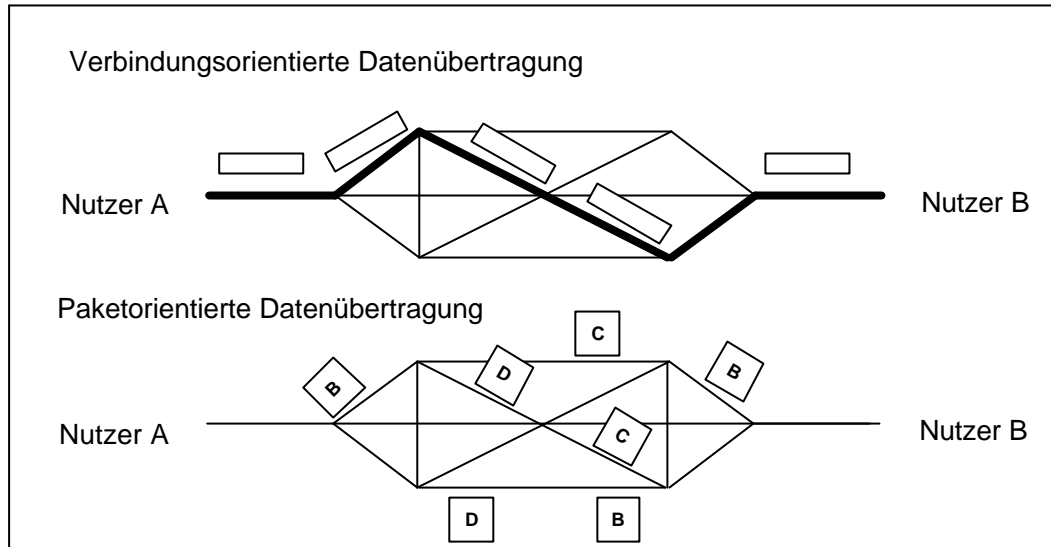 Verbindungsorientierte Datenübertragung
Nutzer A
Nutzer B
Paketorientierte Datenübertragung
C
B
D
B
Nutzer A
C
Nutzer B
D
B